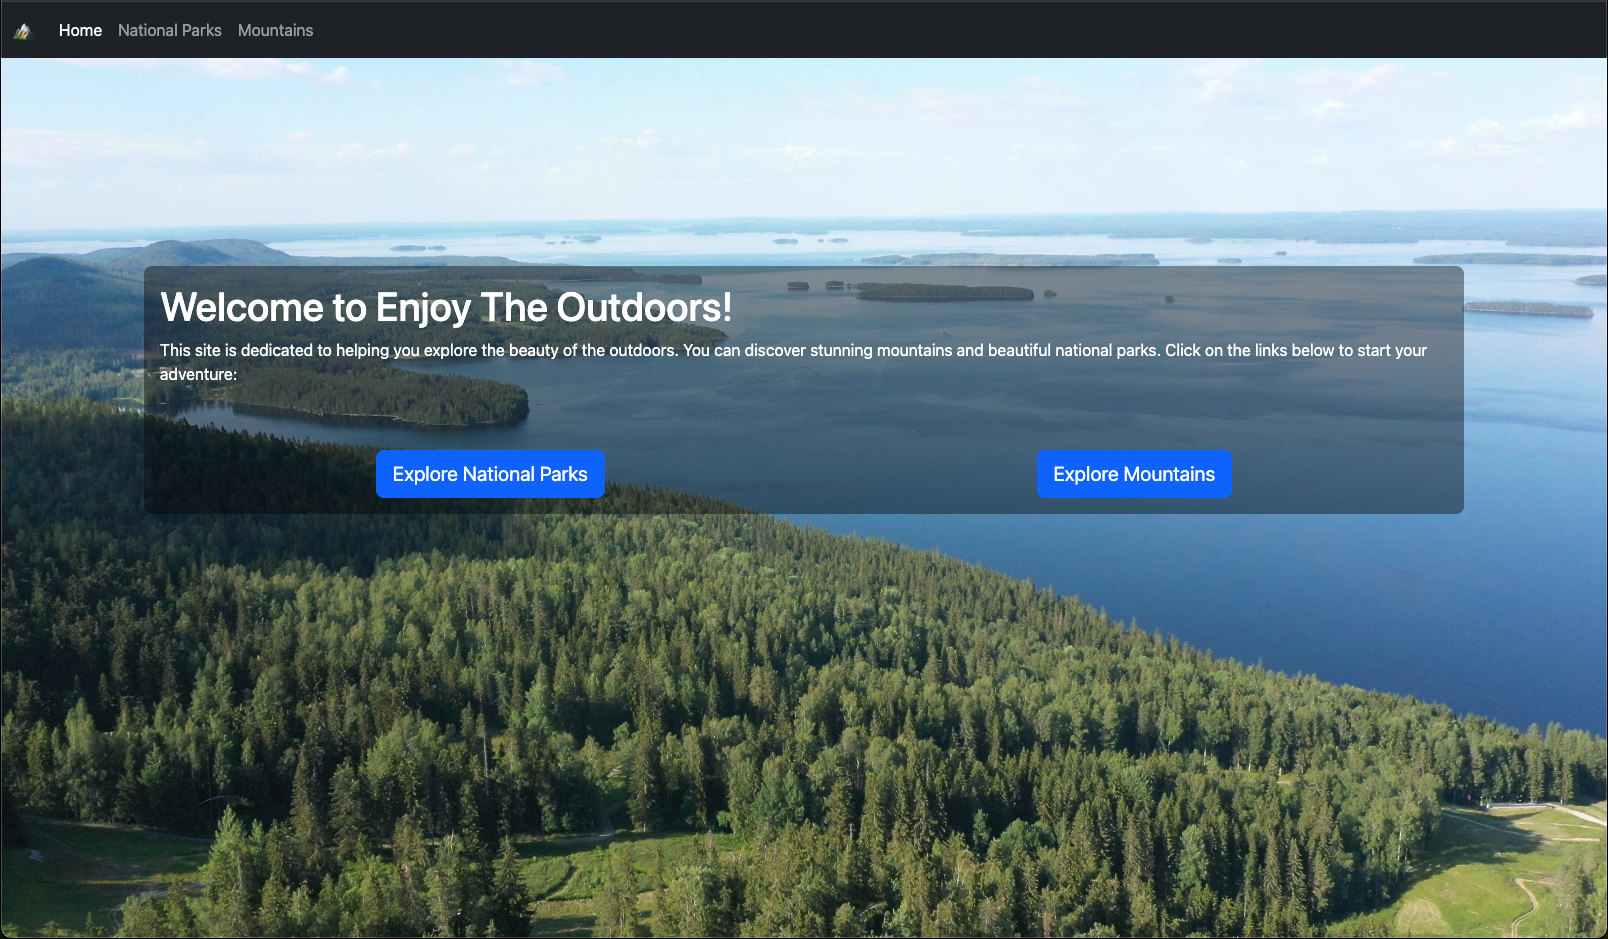 Home National Parks Mountains
Welcome to Enjoy The Outdoors!
This site is dedicated to helping you explore the beauty of the outdoors. You can discover stunning mountains and beautiful national parks. Click on the links below to start your
adventure:
Explore National Parks Explore Mountains